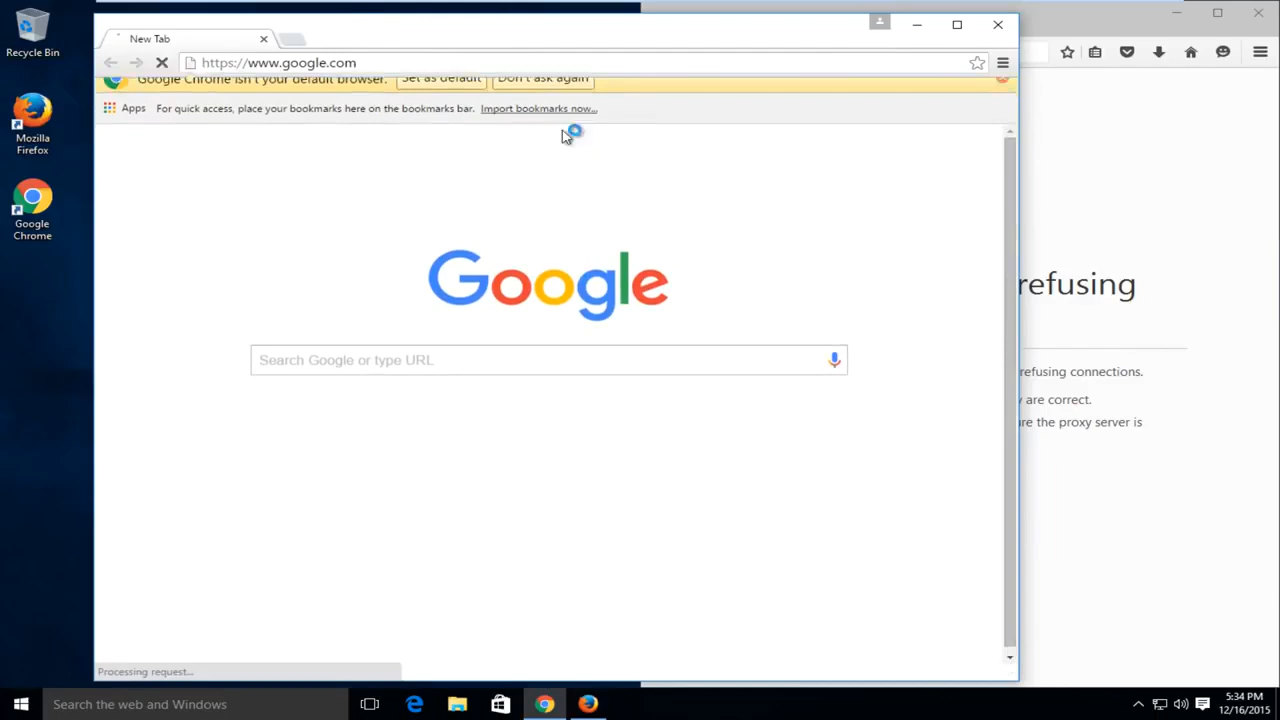 Recycle Bin
Mozilla
Firefox
Google
Chrome
New Tab
https://www.google.com
Google Chrome isn't your default browser.
Set as default
Don't ask again
Apps
For quick access, place your bookmarks here on the bookmarks bar.
Import bookmarks now...
Google
Search Google or type URL
Processing request...
refusing
refusing connections.
are correct.
the proxy server is
Search the web and Windows
5:34 PM
12/16/2015